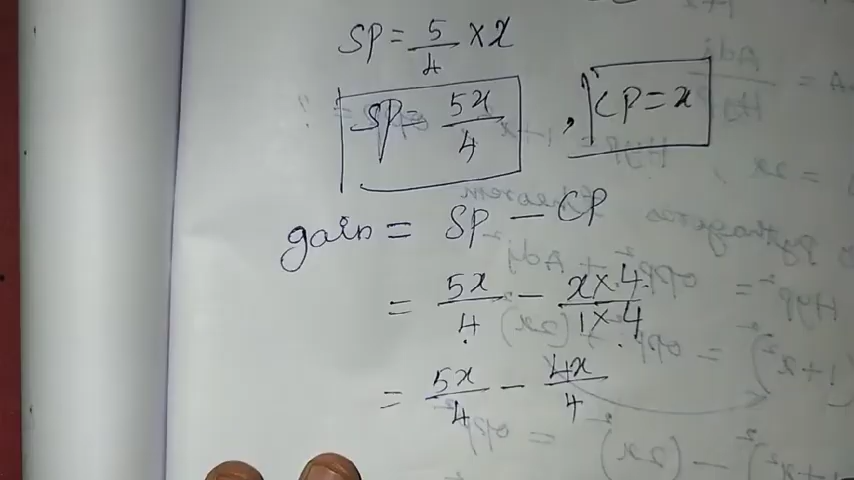 SP = 5/4 × x
SP = 5x/4 , CP = x
gain = SP − CP
= 5x/4 − x×4/1×4
= 5x/4 − 4x/4